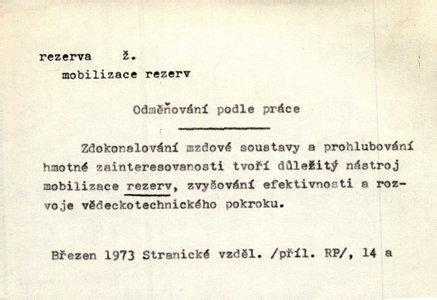 rezerva ž.
mobilizace rezerv
Odměňování podle práce
Zdokonalování mzdové soustavy a prohlubování
hmotné zainteresovanosti tvoří důležitý nástroj
mobilizace rezerv, zvyšování efektivnosti a roz-
voje vědeckotechnického pokroku.
Březen 1973 Stranické vzděl. /příl. RP/, 14 a